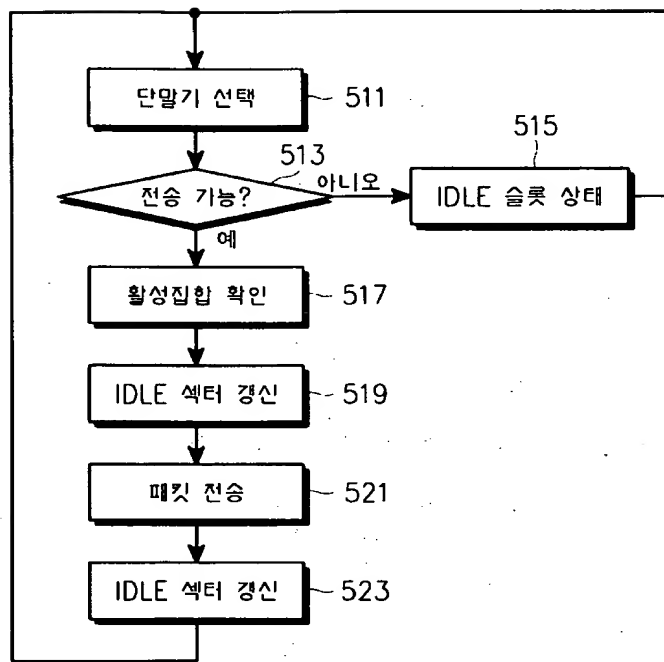 단말기 선택
511
513
전송 가능?
아니오
515
IDLE 슬롯 상태
예
활성집합 확인
517
IDLE 섹터 갱신
519
패킷 전송
521
IDLE 섹터 갱신
523